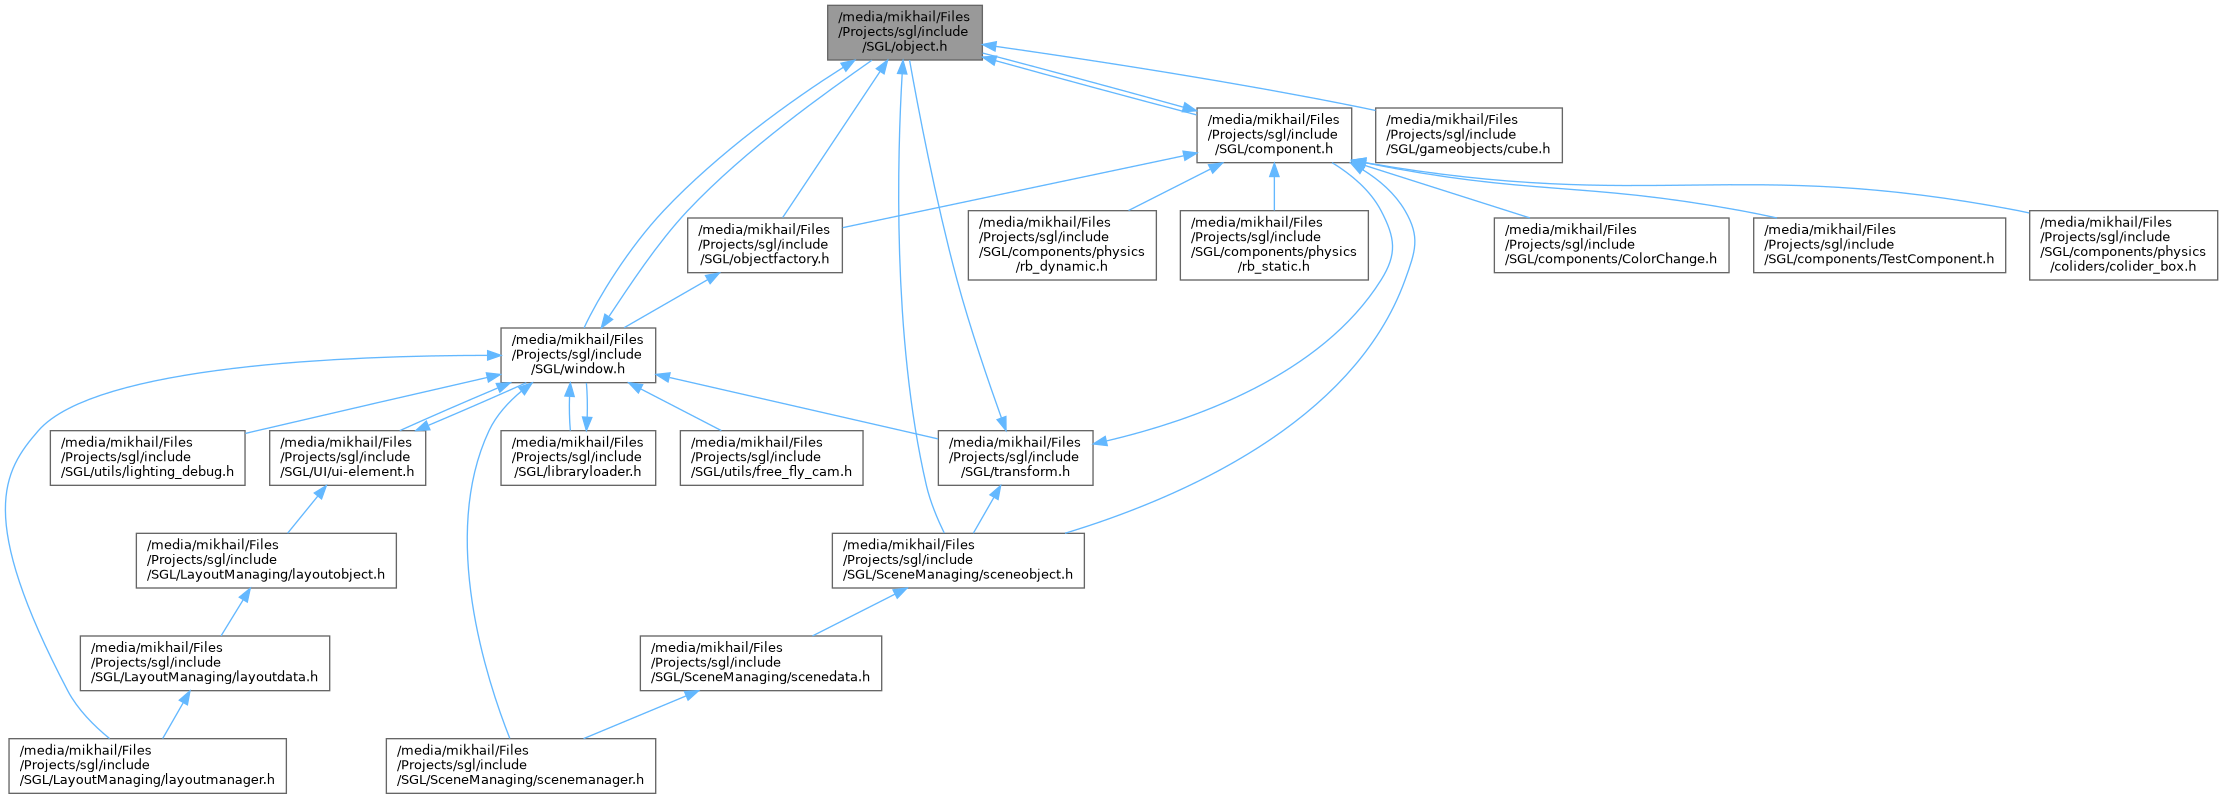 /media/mikhail/Files
/Projects/sgl/include
/SGL/object.h
/media/mikhail/Files
/Projects/sgl/include
/SGL/component.h
/media/mikhail/Files
/Projects/sgl/include
/SGL/gameobjects/cube.h
/media/mikhail/Files
/Projects/sgl/include
/SGL/objectfactory.h
/media/mikhail/Files
/Projects/sgl/include
/SGL/components/physics
/rb_dynamic.h
/media/mikhail/Files
/Projects/sgl/include
/SGL/components/physics
/rb_static.h
/media/mikhail/Files
/Projects/sgl/include
/SGL/components/ColorChange.h
/media/mikhail/Files
/Projects/sgl/include
/SGL/components/TestComponent.h
/media/mikhail/Files
/Projects/sgl/include
/SGL/components/physics
/coliders/colider_box.h
/media/mikhail/Files
/Projects/sgl/include
/SGL/window.h
/media/mikhail/Files
/Projects/sgl/include
/SGL/utils/lighting_debug.h
/media/mikhail/Files
/Projects/sgl/include
/SGL/UI/ui-element.h
/media/mikhail/Files
/Projects/sgl/include
/SGL/libraryloader.h
/media/mikhail/Files
/Projects/sgl/include
/SGL/utils/free_fly_cam.h
/media/mikhail/Files
/Projects/sgl/include
/SGL/transform.h
/media/mikhail/Files
/Projects/sgl/include
/SGL/LayoutManaging/layoutobject.h
/media/mikhail/Files
/Projects/sgl/include
/SGL/SceneManaging/sceneobject.h
/media/mikhail/Files
/Projects/sgl/include
/SGL/LayoutManaging/layoutdata.h
/media/mikhail/Files
/Projects/sgl/include
/SGL/SceneManaging/scenedata.h
/media/mikhail/Files
/Projects/sgl/include
/SGL/LayoutManaging/layoutmanager.h
/media/mikhail/Files
/Projects/sgl/include
/SGL/SceneManaging/scenemanager.h